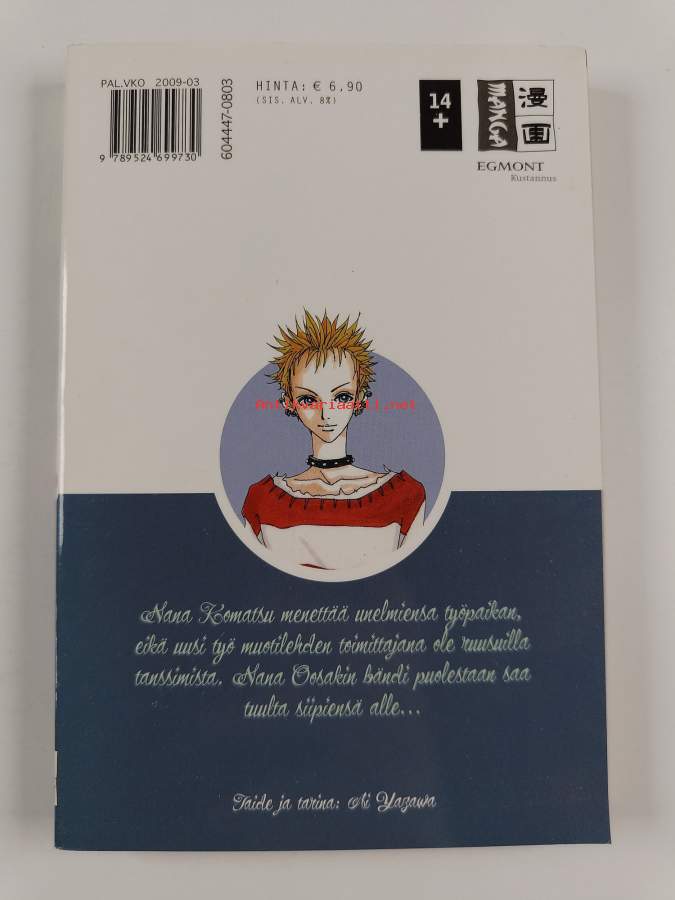 PAL.VKO 2009-03
9 789524 699730
604447-0803
HINTA: € 6,90
(SIS. ALV. 8%)
14
+
MANGA
漫
画
EGMONT
Kustannus
Antikvariaatti.net
Nana Komatsu menettää unelmiensa työpaikan,
eikä uusi työ muotilehden toimittajana ole ruusuilla
tanssimista. Nana Oosakin bändi puolestaan saa
tuulta siipiensä alle...
Taide ja tarina: Ai Yazawa